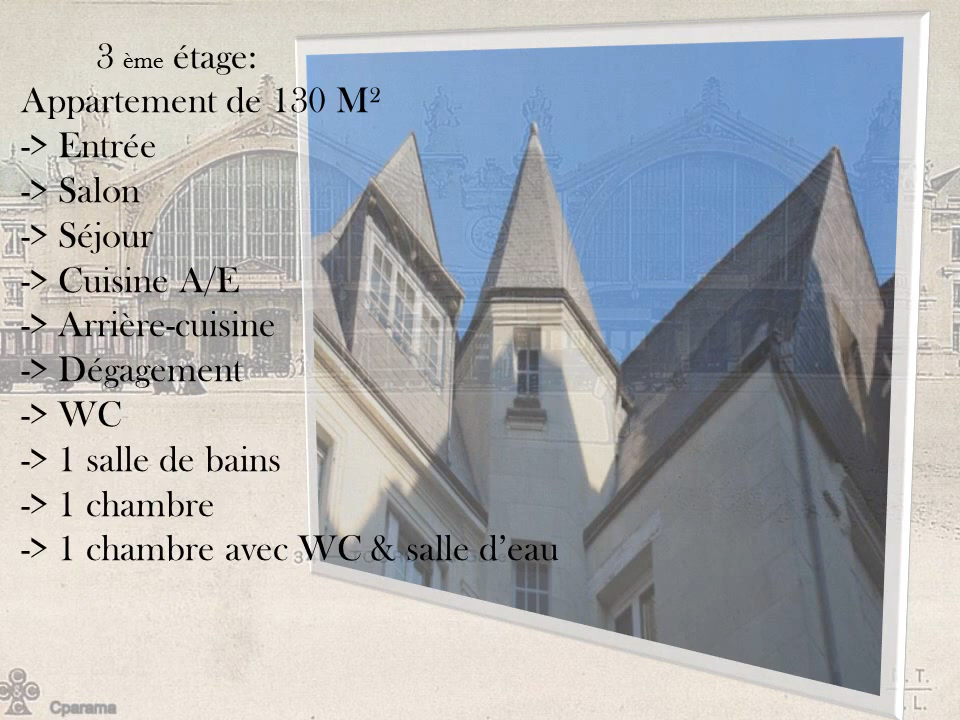 3 ème étage:
Appartement de 130 M²
-> Entrée
-> Salon
-> Séjour
-> Cuisine A/E
-> Arrière-cuisine
-> Dégagement
-> WC
-> 1 salle de bains
-> 1 chambre
-> 1 chambre avec WC & salle d’eau
N. T.
L. L.
C
C&C
C
Cparama